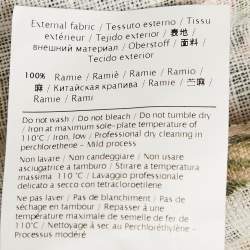 External fabric / Tessuto esterno / Tissu
extérieur / Tejido exterior / 表地 /
внешний материал / Oberstoff / 面料 /
Tecido exterior
100% Ramie / Ramiè / Ramie / Ramio /
麻 / Китайская крапива / Ramie / 苎麻 /
Ramie / Rami
Do not wash / Do not bleach / Do not tumble dry
/ Iron at maximum sole-plate temperature of
110°C / Iron, low / Professional dry cleaning in
perchlorethene - Mild process
Non lavare / Non candeggiare / Non usare
asciugatrice a tamburo / Stirare a temperatura
massima 110°C / Lavaggio professionale
delicato a secco con tetracloroetilene
Ne pas laver / Pas de blanchiment / Pas de
séchage en tambour / Repasser à une
température maximale de semelle de fer de
110°C / Nettoyage à sec au Perchloréthylène -
Processus modéré